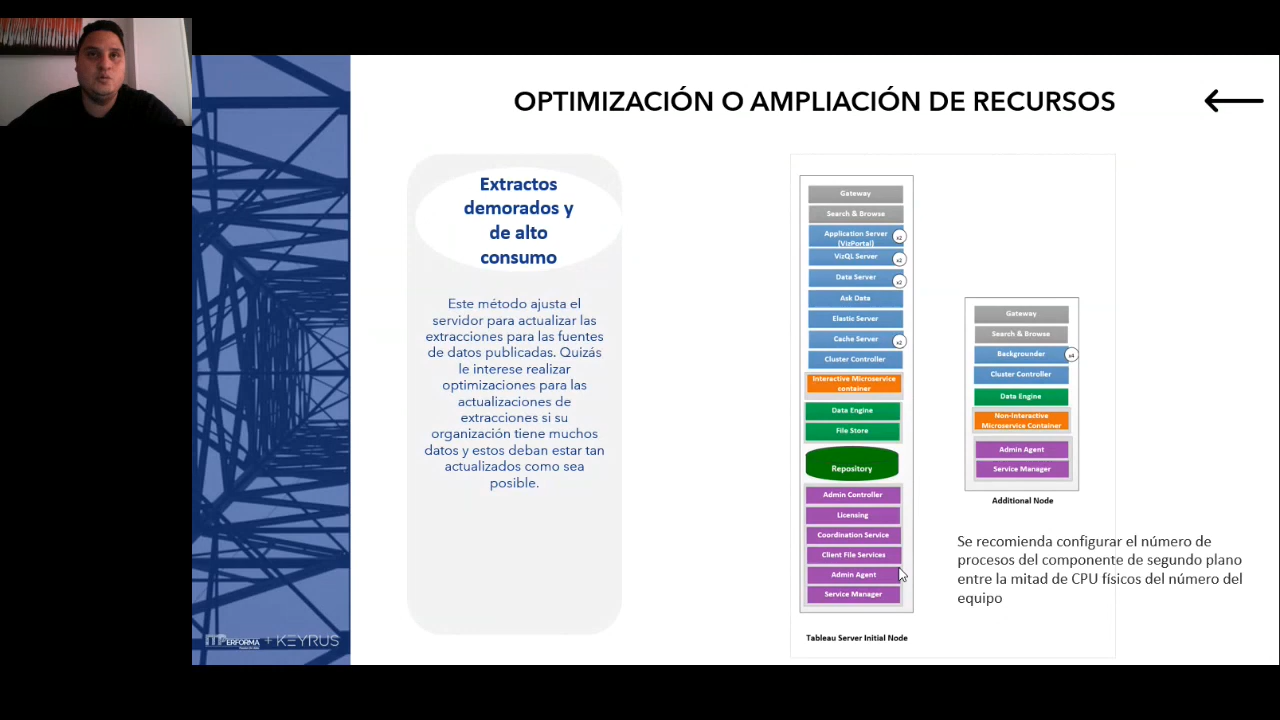 OPTIMIZACIÓN O AMPLIACIÓN DE RECURSOS
Extractos
demorados y
de alto
consumo
Este método ajusta el
servidor para actualizar las
extracciones para las fuentes
de datos publicadas. Quizás
le interese realizar
optimizaciones para las
actualizaciones de
extracciones si su
organización tiene muchos
datos y estos deban estar tan
actualizados como sea
posible.
Gateway
Search & Browse
Application Server
(VizPortal)
x2
VizQL Server
x2
Data Server
x2
Ask Data
Elastic Server
Cache Server
x2
Cluster Controller
Interactive Microservice
container
Data Engine
File Store
Repository
Admin Controller
Licensing
Coordination Service
Client File Services
Admin Agent
Service Manager
Tableau Server Initial Node
Gateway
Search & Browse
Backgrounder
x4
Cluster Controller
Data Engine
Non-Interactive
Microservice Container
Admin Agent
Service Manager
Additional Node
Se recomienda configurar el número de
procesos del componente de segundo plano
entre la mitad de CPU físicos del número del
equipo
+ KEYRUS